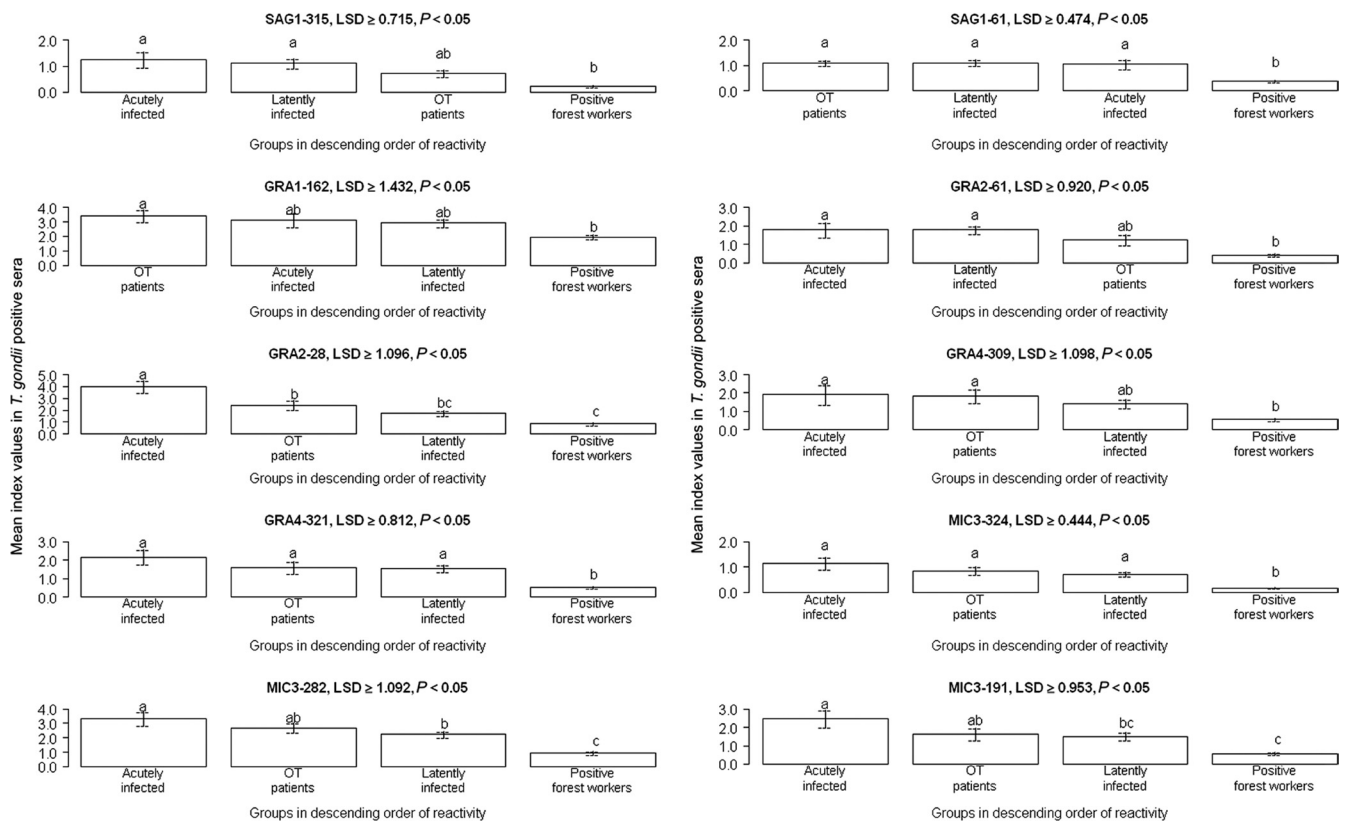 Mean index values in T. gondii positive sera
SAG1-315, LSD ≥ 0.715, P < 0.05
2.0
1.0
0.0
a
a
ab
b
Acutely
infected
Latently
infected
OT
patients
Positive
forest workers
Groups in descending order of reactivity
GRA1-162, LSD ≥ 1.432, P < 0.05
4.0
3.0
2.0
1.0
0.0
a
ab
ab
b
OT
patients
Acutely
infected
Latently
infected
Positive
forest workers
Groups in descending order of reactivity
GRA2-28, LSD ≥ 1.096, P < 0.05
5.0
4.0
3.0
2.0
1.0
0.0
a
b
bc
c
Acutely
infected
OT
patients
Latently
infected
Positive
forest workers
Groups in descending order of reactivity
GRA4-321, LSD ≥ 0.812, P < 0.05
3.0
2.0
1.0
0.0
a
a
a
b
Acutely
infected
OT
patients
Latently
infected
Positive
forest workers
Groups in descending order of reactivity
MIC3-282, LSD ≥ 1.092, P < 0.05
4.0
3.0
2.0
1.0
0.0
a
ab
b
c
Acutely
infected
OT
patients
Latently
infected
Positive
forest workers
Groups in descending order of reactivity
Mean index values in T. gondii positive sera
SAG1-61, LSD ≥ 0.474, P < 0.05
2.0
1.0
0.0
a
a
a
b
OT
patients
Latently
infected
Acutely
infected
Positive
forest workers
Groups in descending order of reactivity
GRA2-61, LSD ≥ 0.920, P < 0.05
3.0
2.0
1.0
0.0
a
a
ab
b
Acutely
infected
Latently
infected
OT
patients
Positive
forest workers
Groups in descending order of reactivity
GRA4-309, LSD ≥ 1.098, P < 0.05
3.0
2.0
1.0
0.0
a
a
ab
b
Acutely
infected
OT
patients
Latently
infected
Positive
forest workers
Groups in descending order of reactivity
MIC3-324, LSD ≥ 0.444, P < 0.05
2.0
1.0
0.0
a
a
a
b
Acutely
infected
OT
patients
Latently
infected
Positive
forest workers
Groups in descending order of reactivity
MIC3-191, LSD ≥ 0.953, P < 0.05
3.0
2.0
1.0
0.0
a
ab
bc
c
Acutely
infected
OT
patients
Latently
infected
Positive
forest workers
Groups in descending order of reactivity